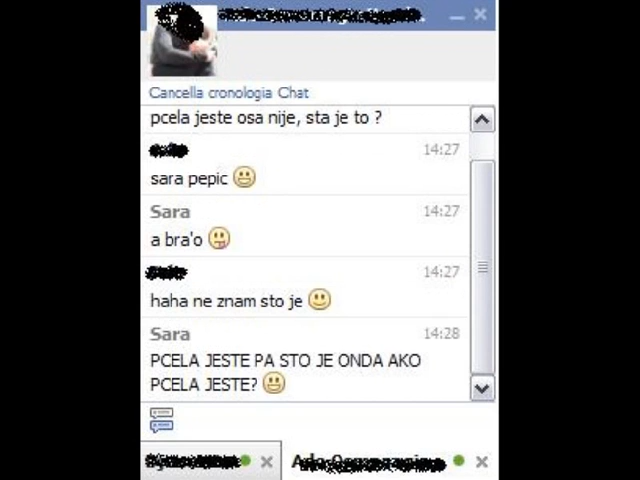 Cancella cronologia Chat
pcela jeste osa nije, sta je to ?
14:27
sara pepic
Sara 14:27
a bra'o
14:27
haha ne znam sto je
Sara 14:28
PCELA JESTE PA STO JE ONDA AKO
PCELA JESTE?